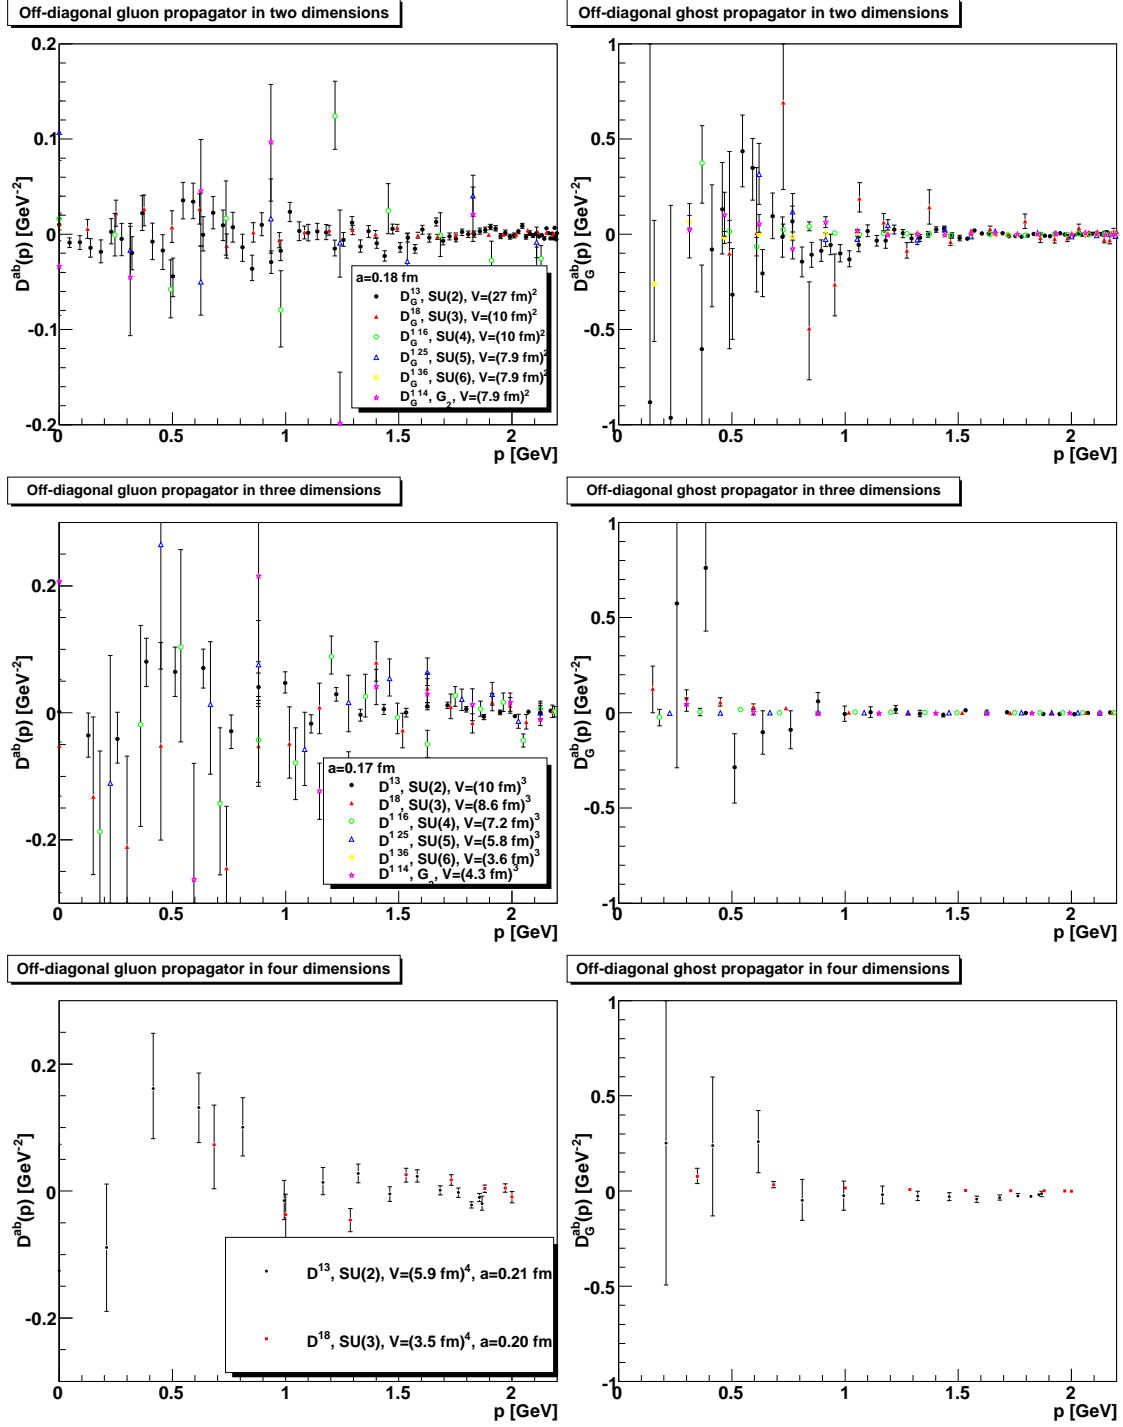 Off-diagonal gluon propagator in two dimensions
D^ab(p) [GeV^-2]
0.2
0.1
0
-0.1
-0.2
0 0.5 1 1.5 2
p [GeV]
a=0.18 fm
D_G^13, SU(2), V=(27 fm)^2
D_G^18, SU(3), V=(10 fm)^2
D_G^1 16, SU(4), V=(10 fm)^2
D_G^1 25, SU(5), V=(7.9 fm)^2
D_G^1 36, SU(6), V=(7.9 fm)^2
D_G^1 14, G_2, V=(7.9 fm)^2
Off-diagonal ghost propagator in two dimensions
D_G^ab(p) [GeV^-2]
1
0.5
0
-0.5
-1
0 0.5 1 1.5 2
p [GeV]
Off-diagonal gluon propagator in three dimensions
D^ab(p) [GeV^-2]
0.2
0
-0.2
0 0.5 1 1.5 2
p [GeV]
a=0.17 fm
D^13, SU(2), V=(10 fm)^3
D^18, SU(3), V=(8.6 fm)^3
D^1 16, SU(4), V=(7.2 fm)^3
D^1 25, SU(5), V=(5.8 fm)^3
D^1 36, SU(6), V=(3.6 fm)^3
D^1 14, G_2, V=(4.3 fm)^3
Off-diagonal ghost propagator in three dimensions
D_G^ab(p) [GeV^-2]
1
0.5
0
-0.5
-1
0 0.5 1 1.5 2
p [GeV]
Off-diagonal gluon propagator in four dimensions
D^ab(p) [GeV^-2]
0.2
0
-0.2
0 0.5 1 1.5 2
p [GeV]
D^13, SU(2), V=(5.9 fm)^4, a=0.21 fm
D^18, SU(3), V=(3.5 fm)^4, a=0.20 fm
Off-diagonal ghost propagator in four dimensions
D_G^ab(p) [GeV^-2]
1
0.5
0
-0.5
-1
0 0.5 1 1.5 2
p [GeV]